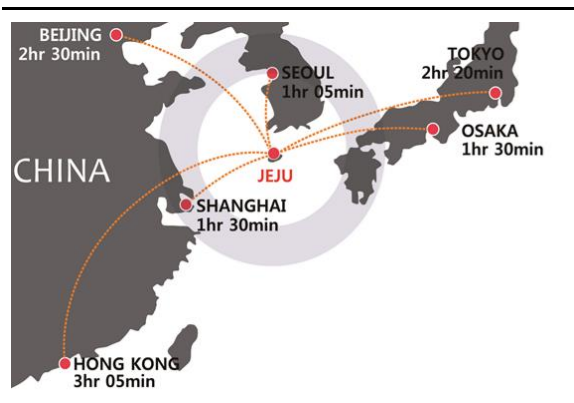 BEIJING
2hr 30min
SEOUL
1hr 05min
TOKYO
2hr 20min
OSAKA
1hr 30min
CHINA
JEJU
SHANGHAI
1hr 30min
HONG KONG
3hr 05min